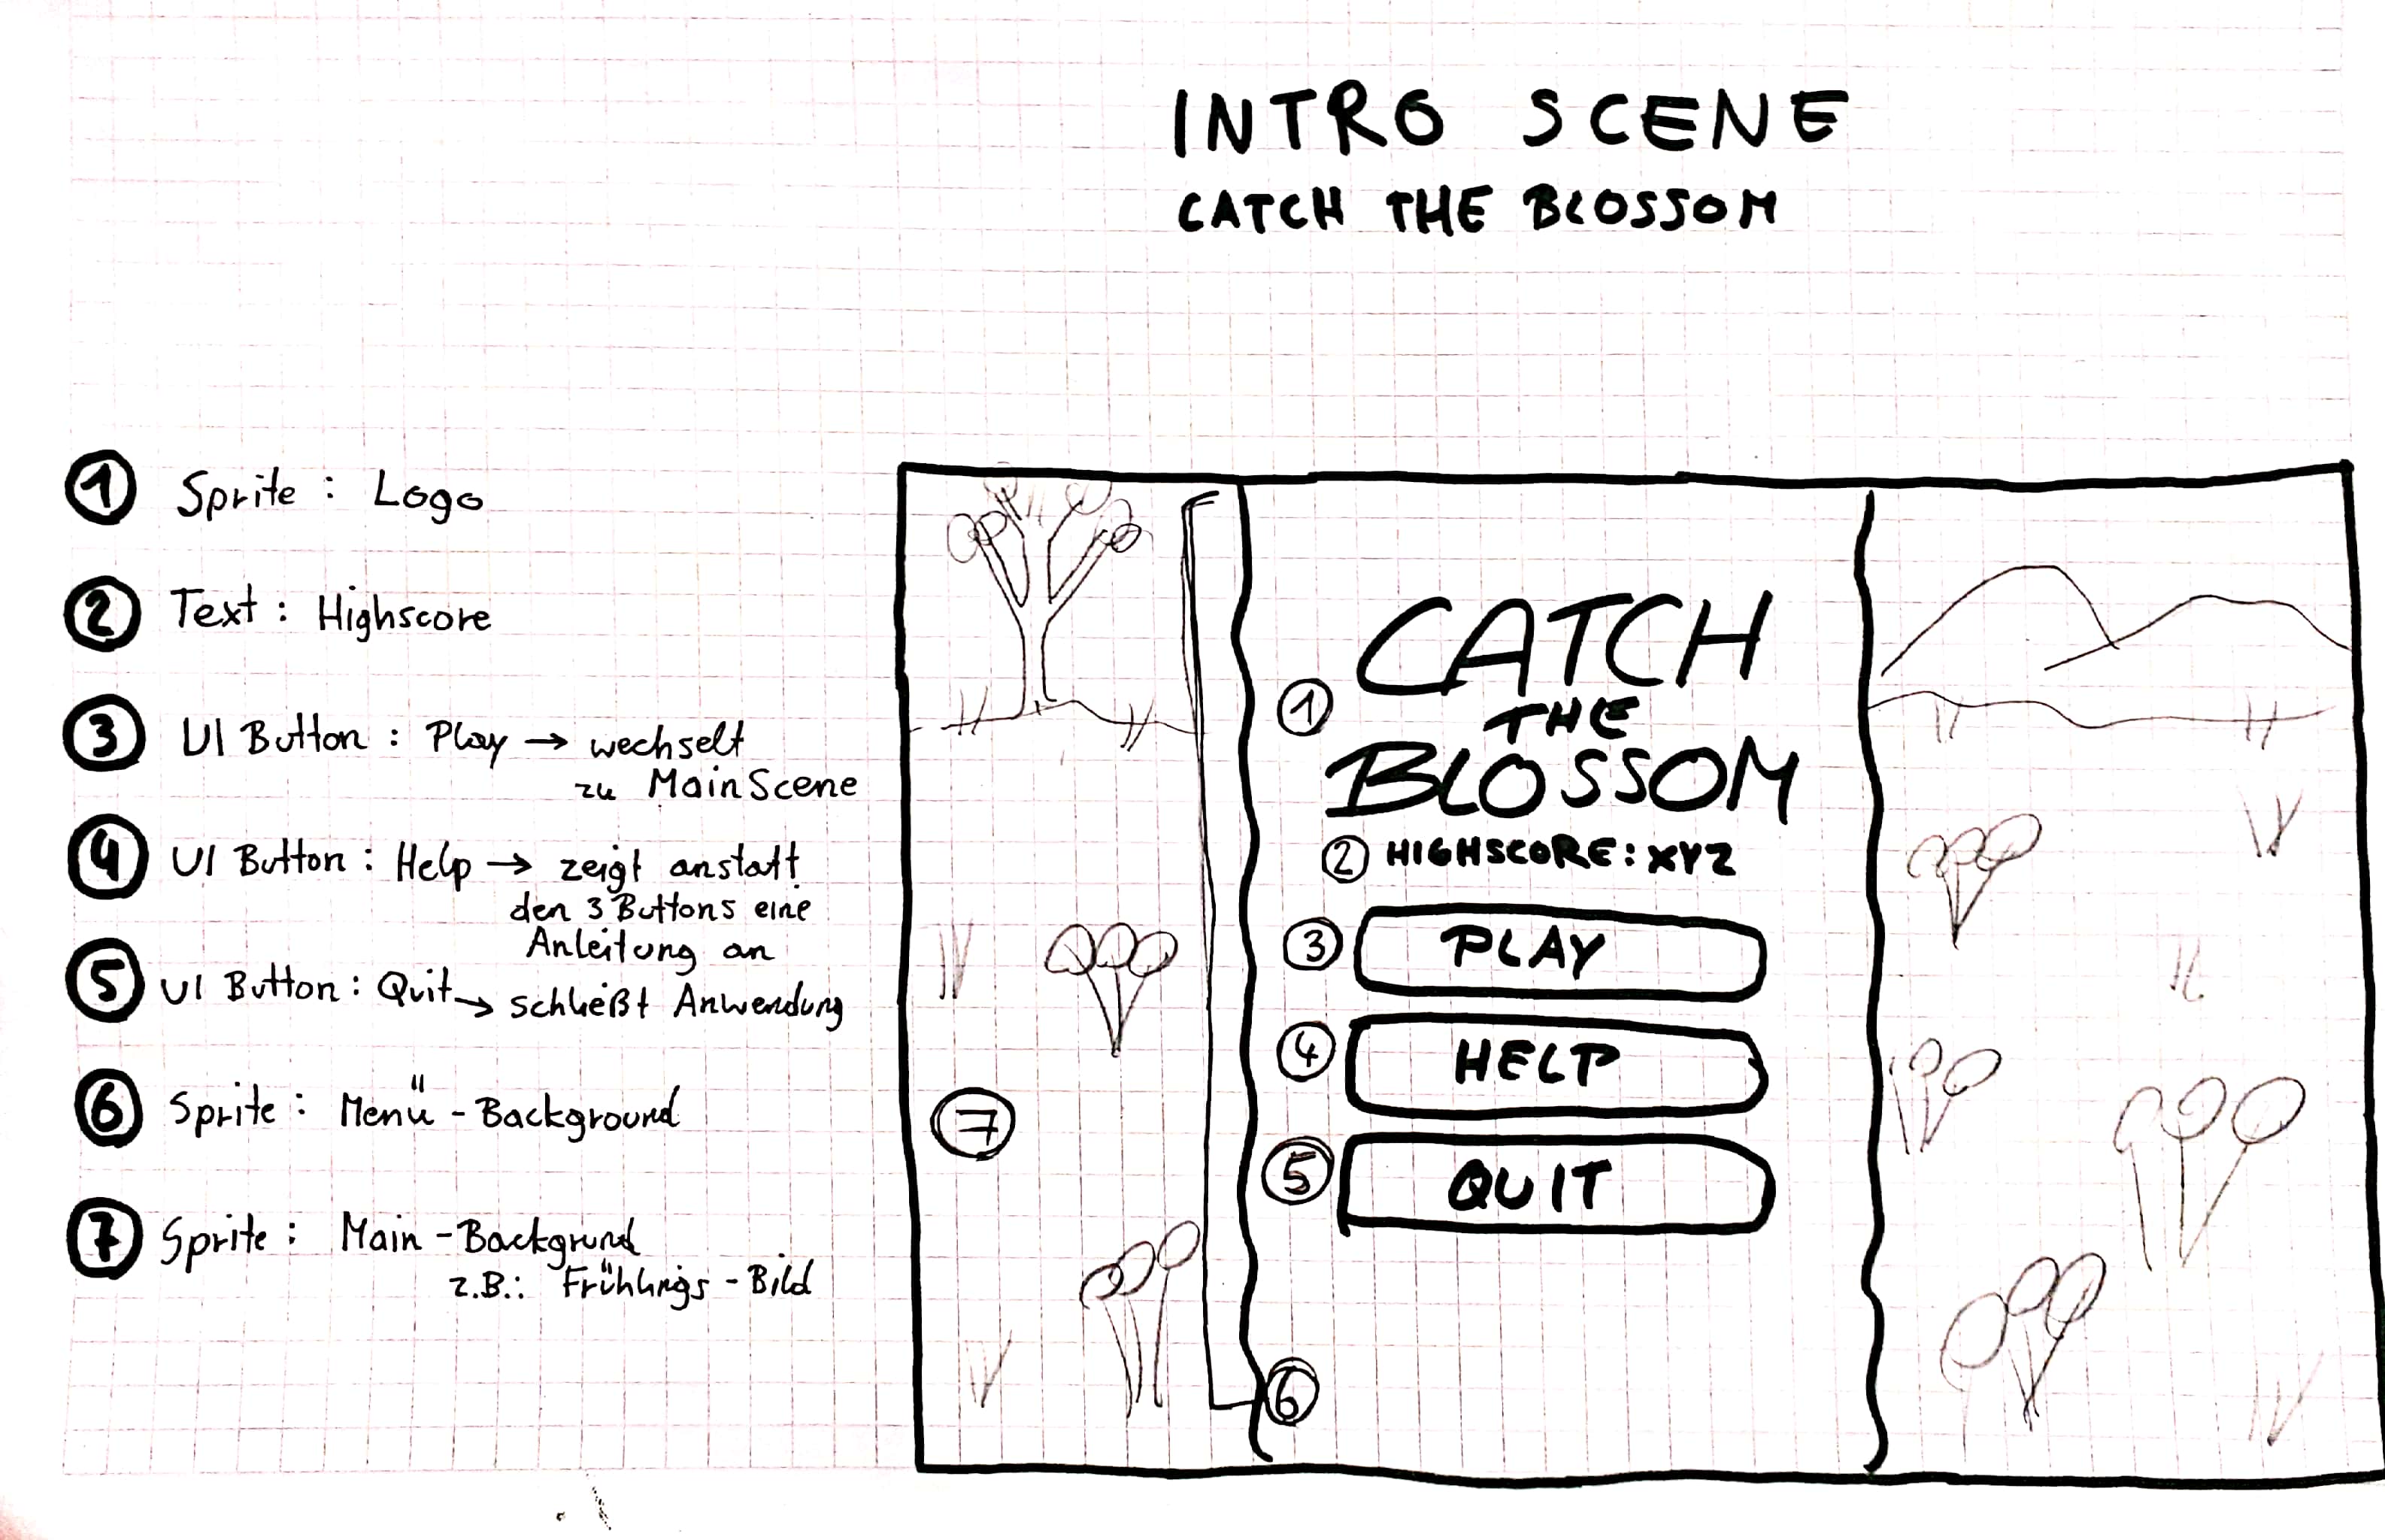 INTRO SCENE
CATCH THE BLOSSOM
1 Sprite : Logo
2 Text : Highscore
3 UI Button : Play → wechselt
zu MainScene
4 UI Button : Help → zeigt anstatt
den 3 Buttons eine
Anleitung an
5 UI Button : Quit → schließt Anwendung
6 Sprite : Menü - Background
7 Sprite : Main - Backgrund
z.B.: Frühlings - Bild
1 CATCH
THE
BLOSSOM
2 HIGHSCORE: XYZ
3 PLAY
4 HELP
5 QUIT
6
7